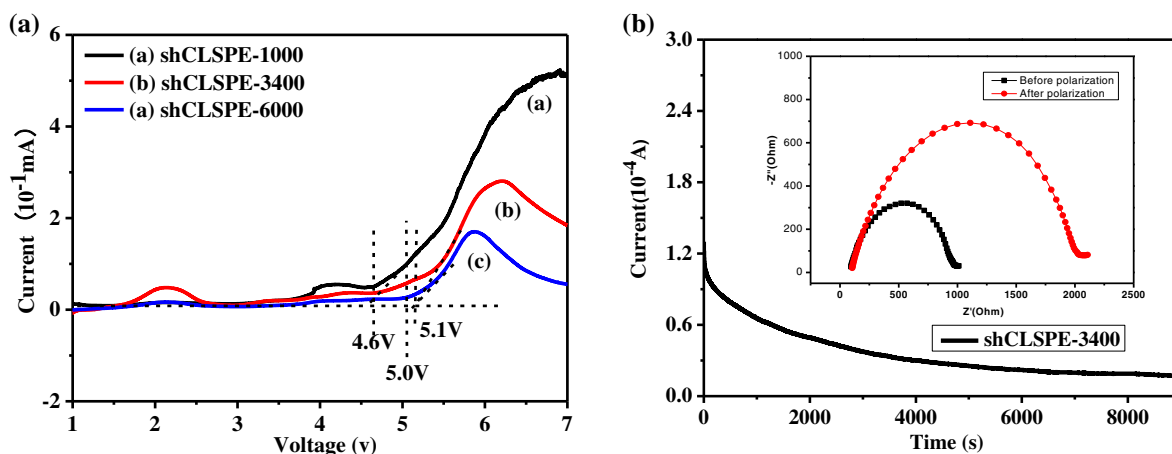 (a)
6
4
2
0
-2
Current (10⁻¹mA)
(a) shCLSPE-1000
(b) shCLSPE-3400
(a) shCLSPE-6000
(a)
(b)
(c)
4.6V
5.0V
5.1V
1 2 3 4 5 6 7
Voltage (v)
(b)
3.0
2.4
1.8
1.2
0.6
0.0
Current(10⁻⁴A)
-1000
-800
-600
-400
-200
0
-Z''(Ohm)
Before polarization
After polarization
0 500 1000 1500 2000 2500
Z'(Ohm)
shCLSPE-3400
0 2000 4000 6000 8000
Time (s)